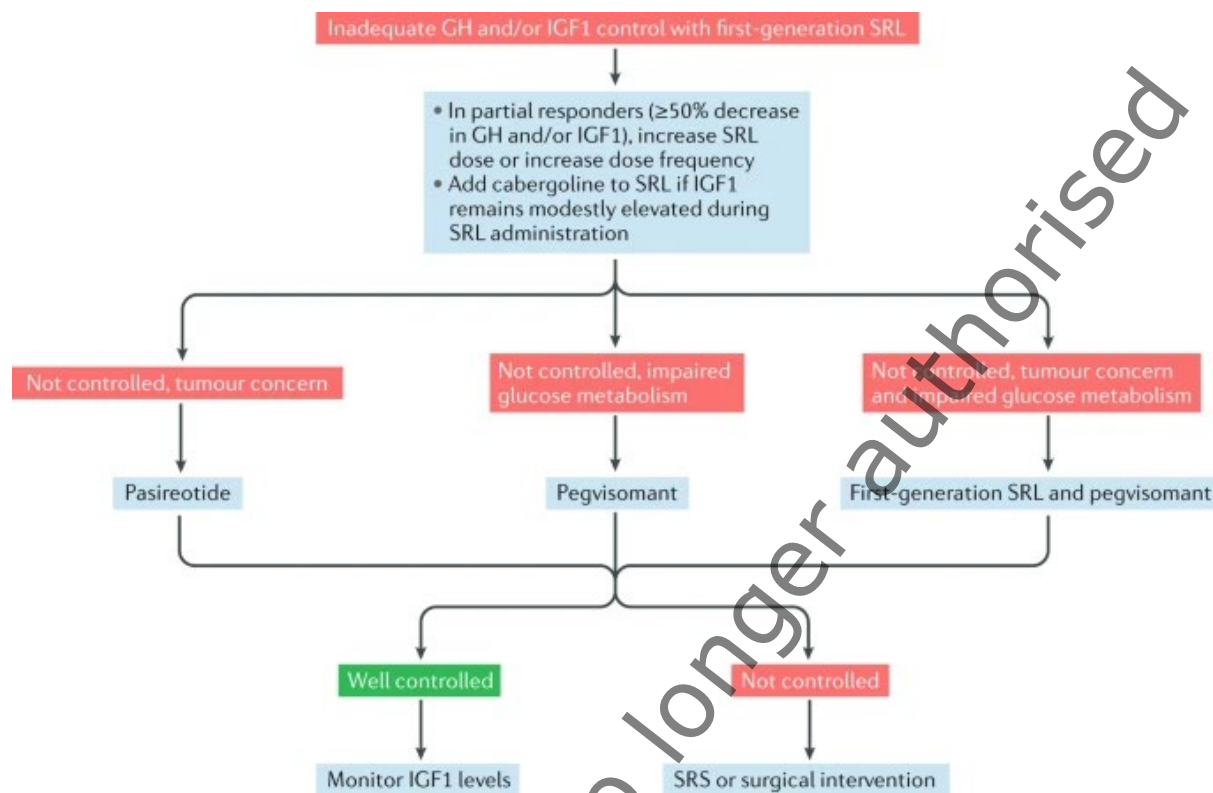 Inadequate GH and/or IGF1 control with first-generation SRL
• In partial responders (≥50% decrease
in GH and/or IGF1), increase SRL
dose or increase dose frequency
• Add cabergoline to SRL if IGF1
remains modestly elevated during
SRL administration
Not controlled, tumour concern
Not controlled, impaired
glucose metabolism
Not controlled, tumour concern
and impaired glucose metabolism
Pasireotide
Pegvisomant
First-generation SRL and pegvisomant
Well controlled
Not controlled
Monitor IGF1 levels
SRS or surgical intervention
longer authorised